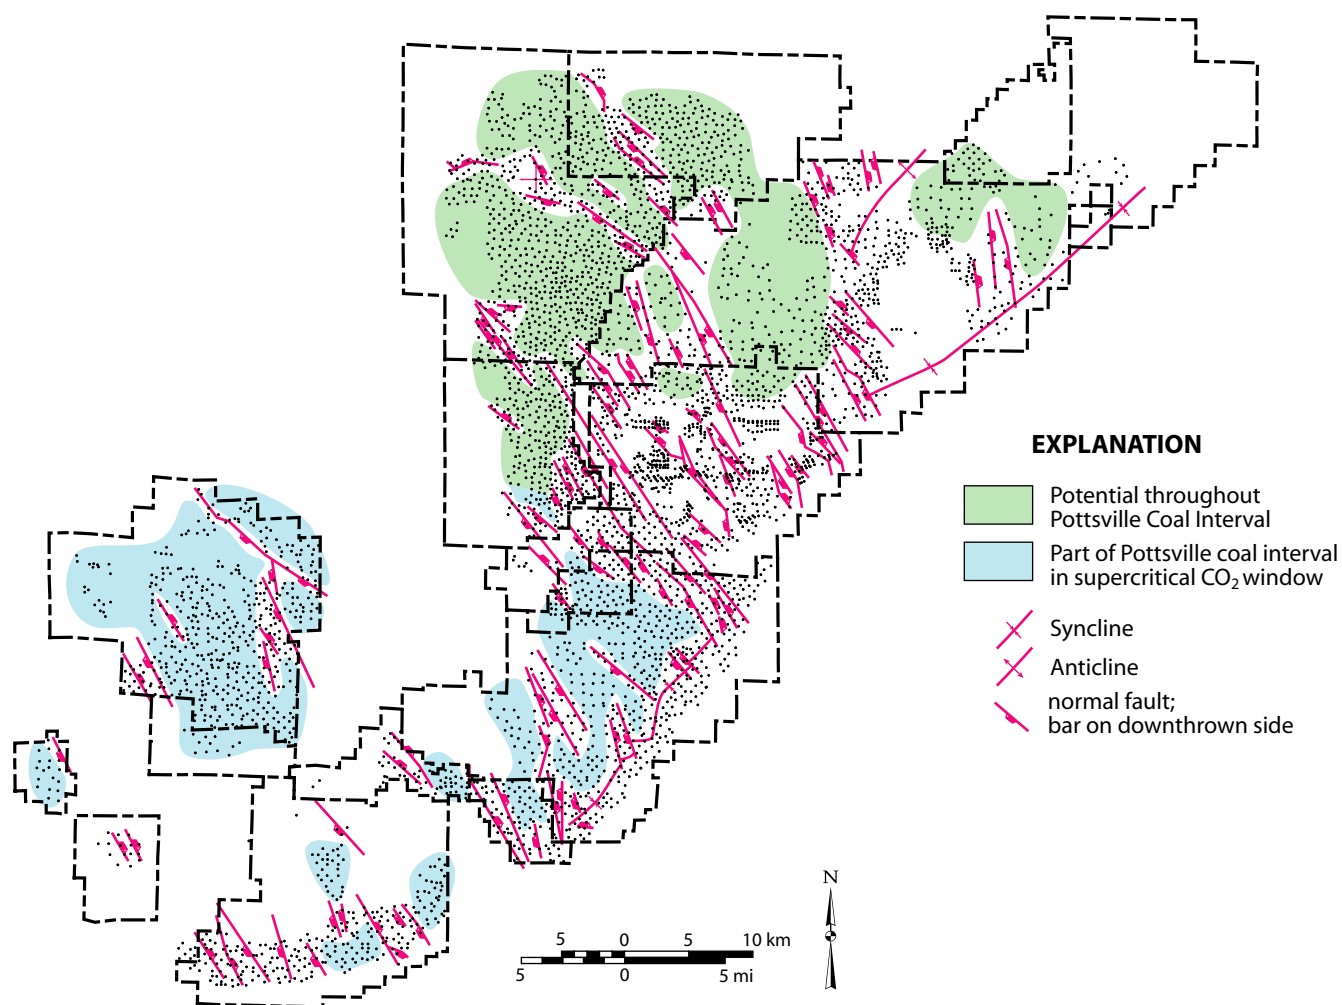 EXPLANATION
Potential throughout
Pottsville Coal Interval
Part of Pottsville coal interval
in supercritical CO₂ window
Syncline
Anticline
normal fault;
bar on downthrown side
N
5 0 5 10 km
5 0 5 mi